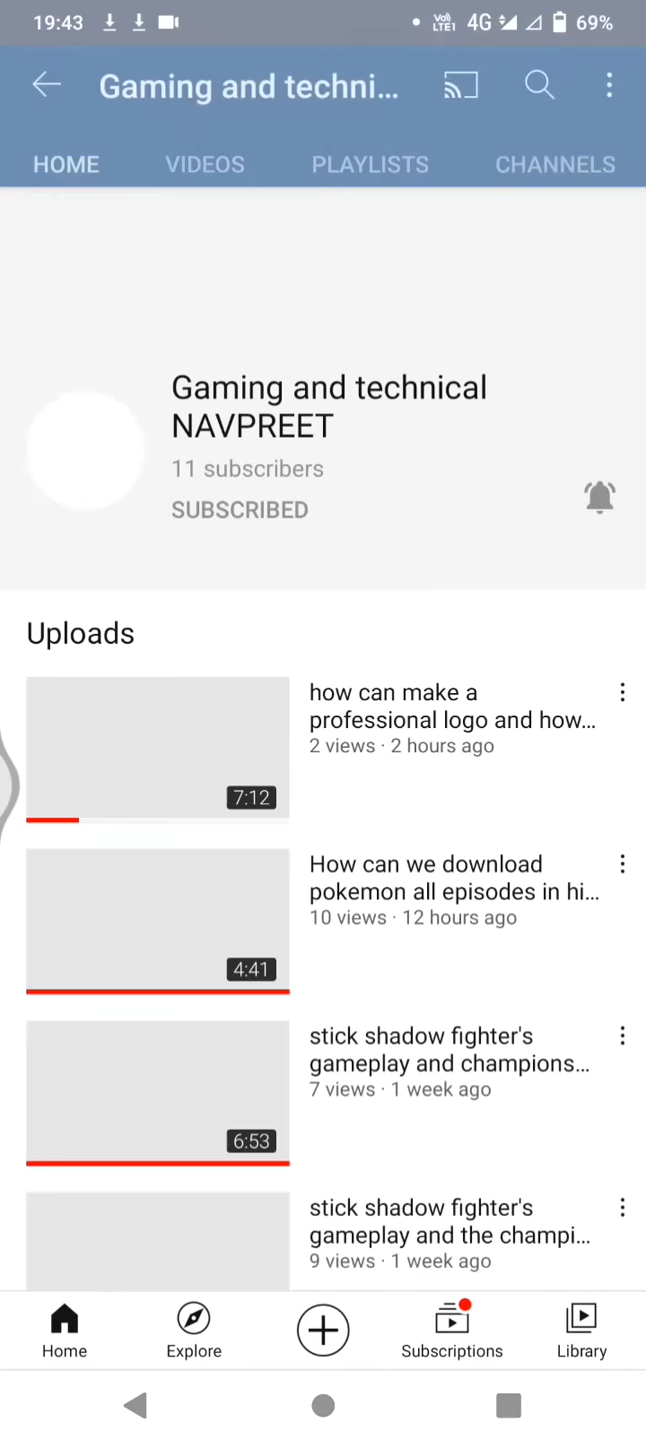 19:43 Vo) LTE1 4G 69%
Gaming and techni...
HOME VIDEOS PLAYLISTS CHANNELS
Gaming and technical
NAVPREET
11 subscribers
SUBSCRIBED
Uploads
how can make a
professional logo and how...
2 views · 2 hours ago
7:12
How can we download
pokemon all episodes in hi...
10 views · 12 hours ago
4:41
stick shadow fighter's
gameplay and champions...
7 views · 1 week ago
6:53
stick shadow fighter's
gameplay and the champi...
9 views · 1 week ago
Home Explore Subscriptions Library